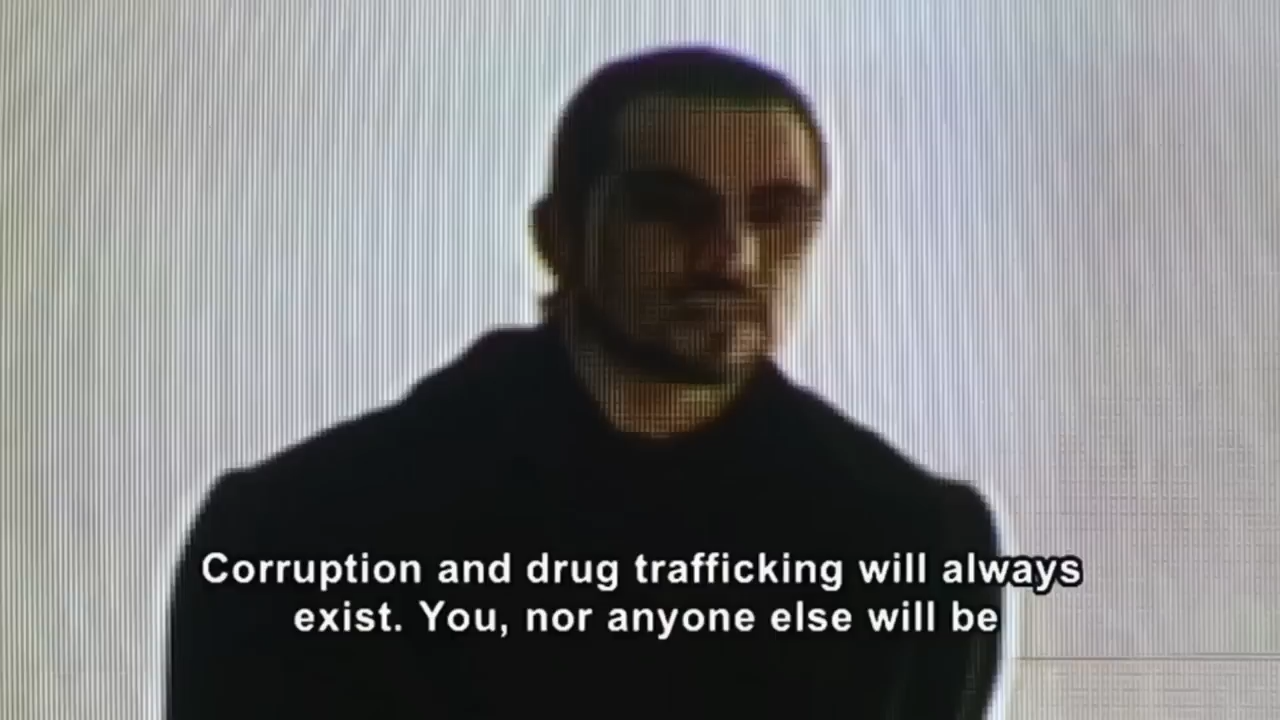 Corruption and drug trafficking will always
exist. You, nor anyone else will be